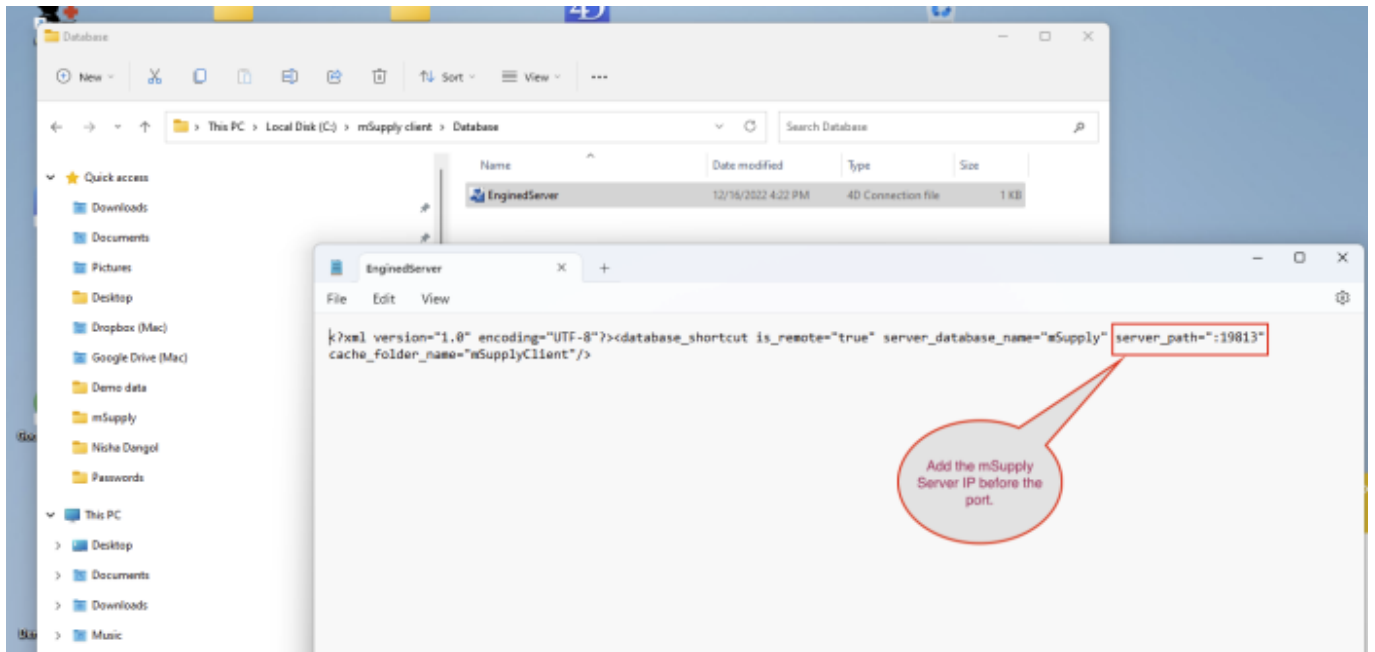 4D
Database
New
Sort
View
This PC > Local Disk (C:) > mSupply client > Database
Search Database
Name
Date modified
Type
Size
Quick access
EnginedServer
12/16/2022 4:22 PM
4D Connection file
1 KB
Downloads
Documents
Pictures
EnginedServer
Desktop
File Edit View
Dropbox (Mac)
<?xml version="1.0" encoding="UTF-8"?><database_shortcut is_remote="true" server_database_name="mSupply" server_path=":19813"
cache_folder_name="mSupplyClient"/>
Google Drive (Mac)
Demo data
mSupply
Nisha Dangol
Passwords
Add the mSupply
Server IP before the
port.
This PC
Desktop
Documents
Downloads
Music